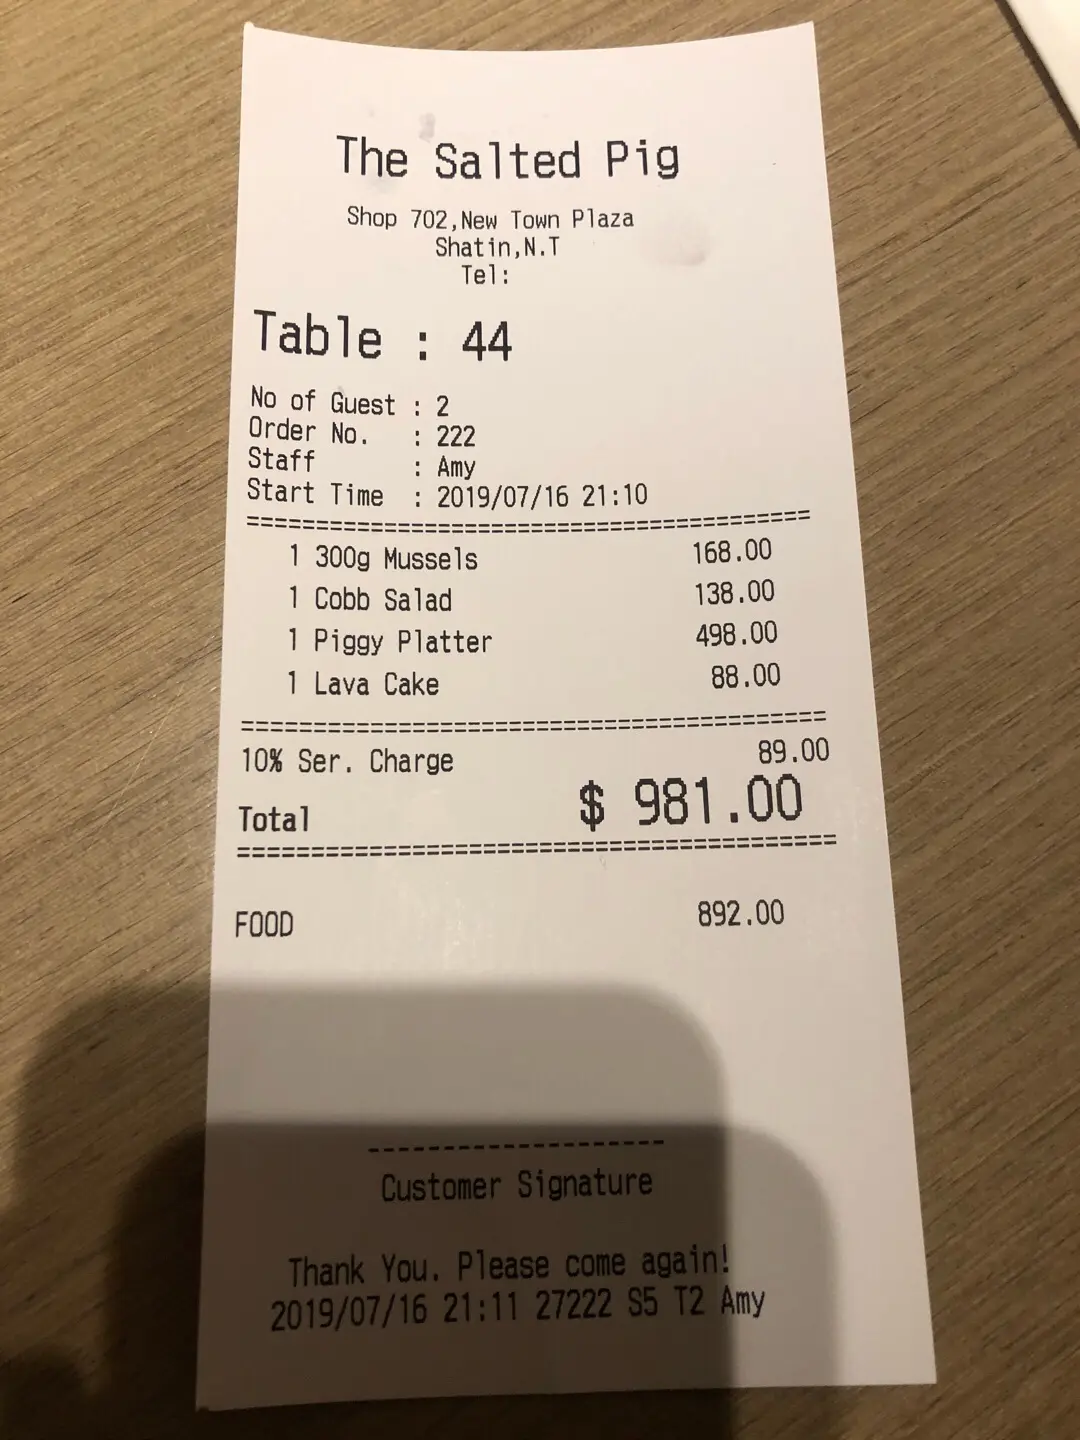 The Salted Pig
Shop 702,New Town Plaza
Shatin,N.T
Tel:
Table : 44
No of Guest : 2
Order No. : 222
Staff : Amy
Start Time : 2019/07/16 21:10
========================================
1 300g Mussels 168.00
1 Cobb Salad 138.00
1 Piggy Platter 498.00
1 Lava Cake 88.00
========================================
10% Ser. Charge 89.00
Total $ 981.00
========================================
FOOD 892.00
---------------------
Customer Signature
Thank You. Please come again!
2019/07/16 21:11 27222 S5 T2 Amy